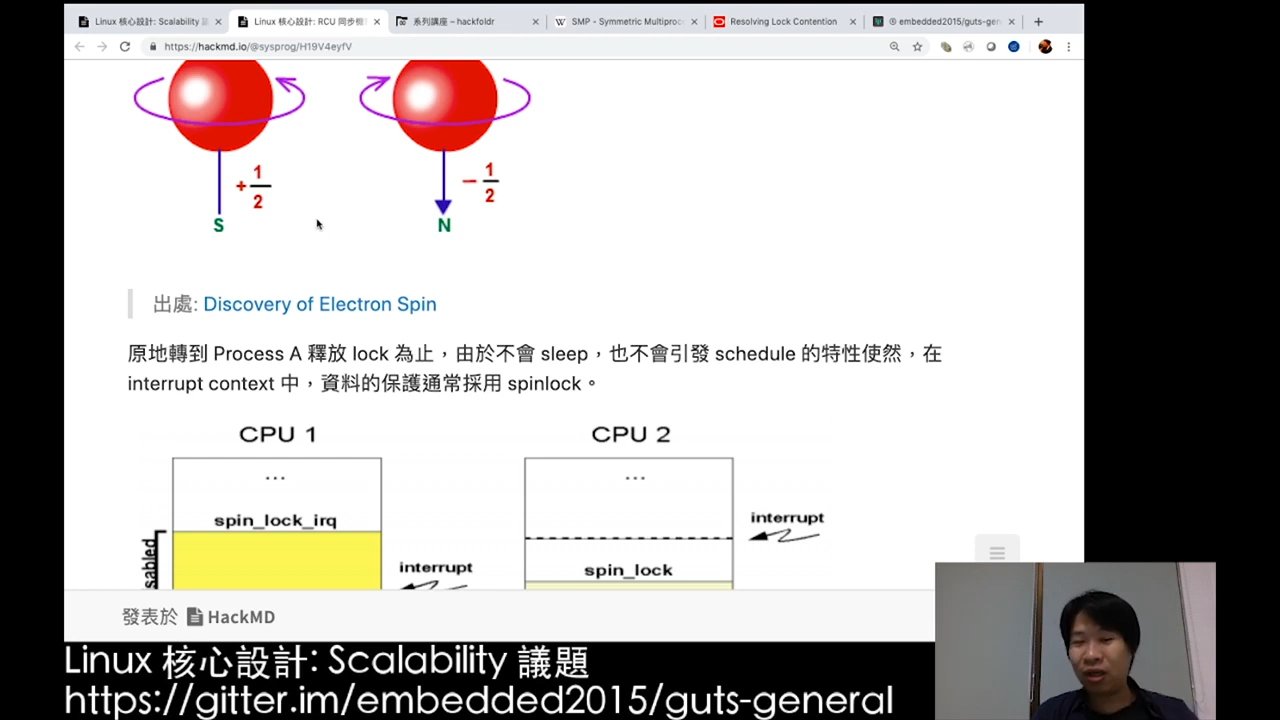 Linux 核心設計: Scalability 議
Linux 核心設計: RCU 同步機
系列講座 – hackfoldr
SMP - Symmetric Multiproc
Resolving Lock Contention
embedded2015/guts-gen
https://hackmd.io/@sysprog/H19V4eyfV
+ 1/2
− 1/2
S
N
出處: Discovery of Electron Spin
原地轉到 Process A 釋放 lock 為止，由於不會 sleep，也不會引發 schedule 的特性使然，在
interrupt context 中，資料的保護通常採用 spinlock。
CPU 1
CPU 2
...
...
spin_lock_irq
interrupt
interrupt
spin_lock
sabled
發表於 HackMD
Linux 核心設計: Scalability 議題
https://gitter.im/embedded2015/guts-general